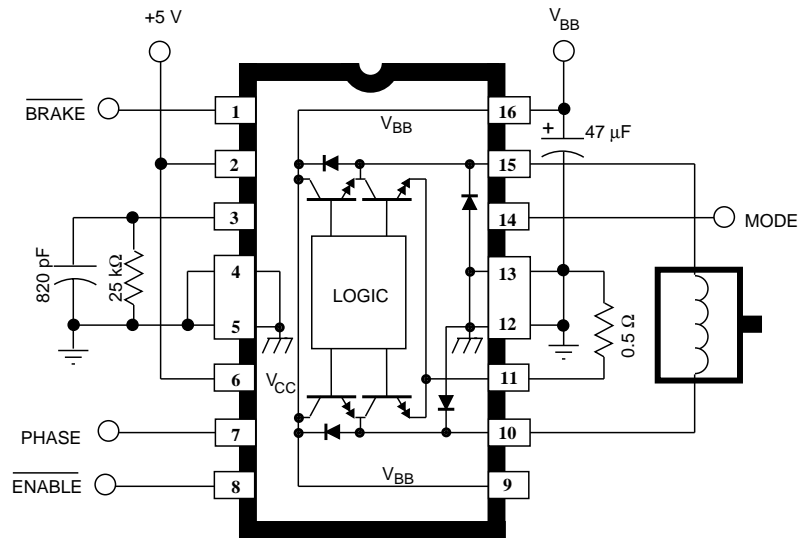 +5 V
V_BB
BRAKE
1
16
V_BB
+
47 µF
2
15
3
14
MODE
820 pF
25 kΩ
4
13
LOGIC
5
12
0.5 Ω
6
V_CC
11
PHASE
7
10
ENABLE
8
V_BB
9